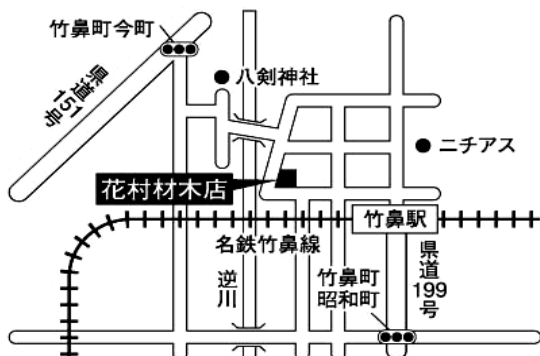 竹鼻町今町
県道151号
八剣神社
ニチアス
花村材木店
竹鼻駅
名鉄竹鼻線
逆川
竹鼻町
昭和町
県道199号